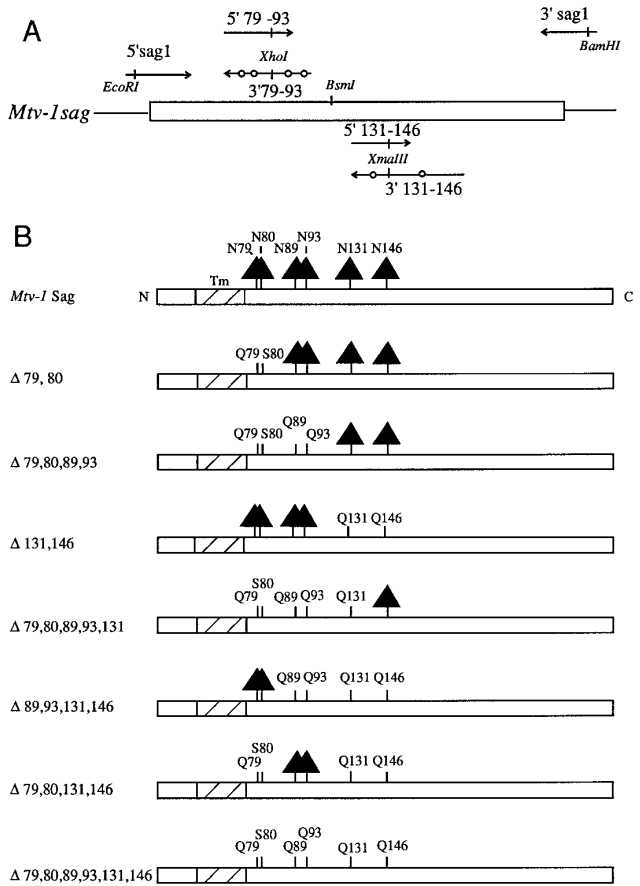 A
5' 79 -93
3' sag1
5'sag1
XhoI
BamHI
EcoRI
3'79-93
BsmI
Mtv-1sag
5' 131-146
XmaIII
3' 131-146
B
N80 N93
N79 N89 N131 N146
Tm
Mtv-1 Sag N C
Q79 S80
Δ 79, 80
Q89
Q79 S80 Q93
Δ 79,80,89,93
Q131 Q146
Δ 131,146
S80
Q79 Q89 Q93 Q131
Δ 79,80,89,93,131
Q89 Q93 Q131 Q146
Δ 89,93,131,146
S80
Q79 Q131 Q146
Δ 79,80,131,146
S80 Q93
Q79 Q89 Q131 Q146
Δ 79,80,89,93,131,146